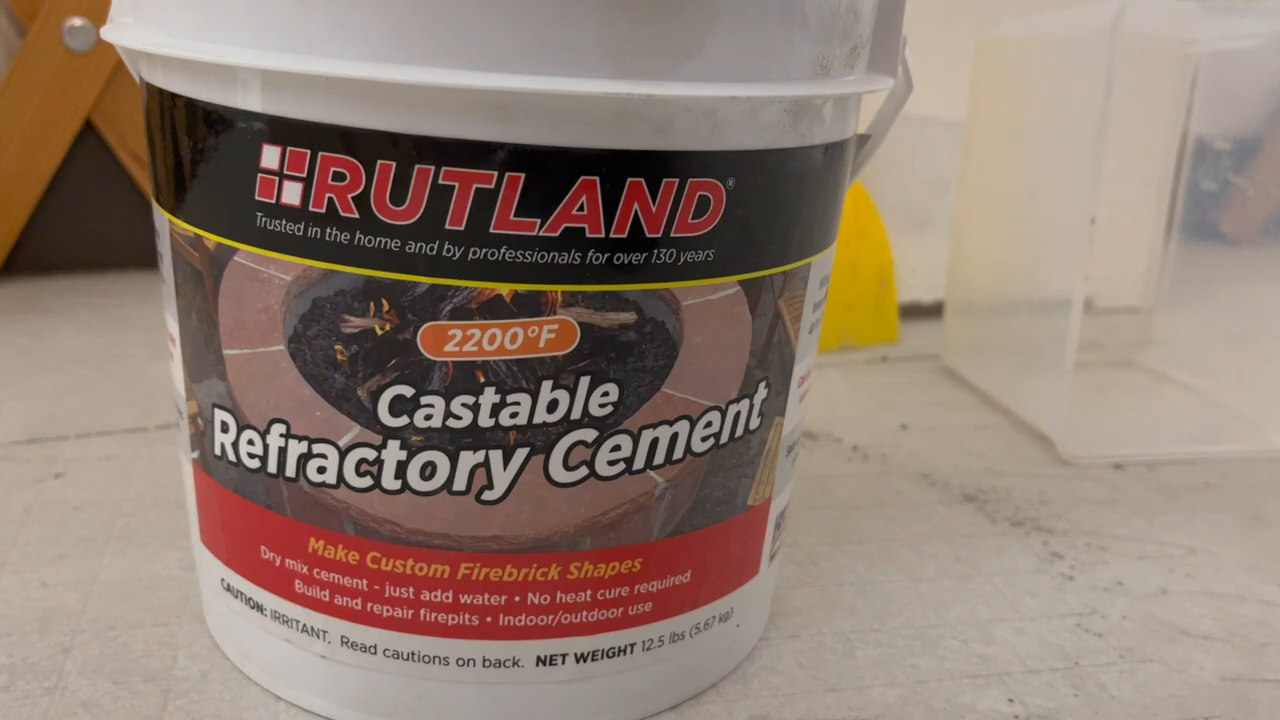 RUTLAND®
Trusted in the home and by professionals for over 130 years
2200°F
Castable
Refractory Cement
Make Custom Firebrick Shapes
Dry mix cement - just add water • No heat cure required
Build and repair firepits • Indoor/outdoor use
CAUTION: IRRITANT. Read cautions on back. NET WEIGHT 12.5 lbs (5.67 kg)